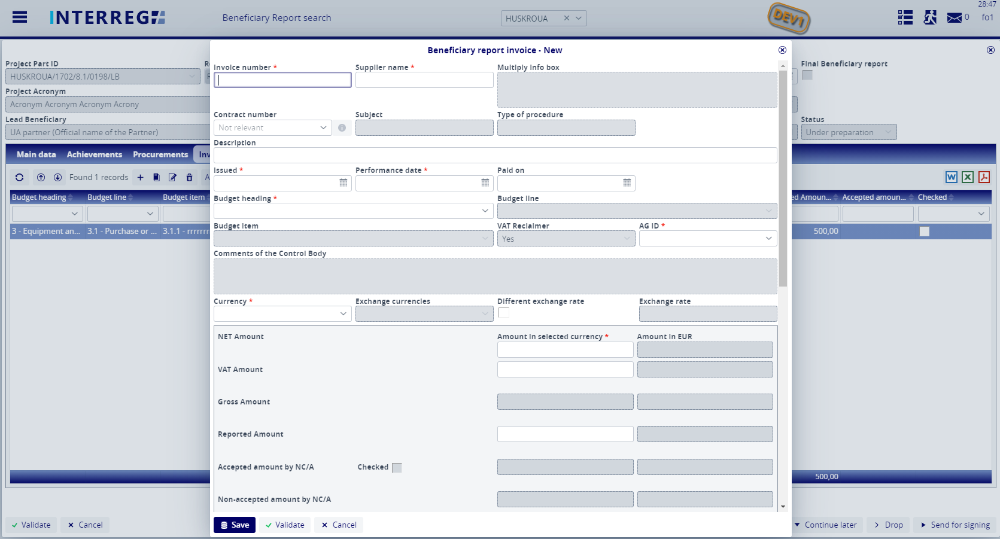 28:47
INTERREG
Beneficiary Report search
HUSKROUA
DEV1
0
fo1
Beneficiary report invoice - New
Project Part ID
HUSKROUA/1702/8.1/0198/LB
Project Acronym
Acronym Acronym Acronym Acrony
Lead Beneficiary
UA partner (Official name of the Partner)
Final Beneficiary report
Status
Under preparation
Main data Achievements Procurements
Found 1 records
Budget heading Budget line Budget item
3 - Equipment an... 3.1 - Purchase or ...
Invoice number *
Supplier name *
Multiply info box
Contract number
Not relevant
Subject
Type of procedure
Description
Issued *
Performance date *
Paid on
Budget heading *
Budget line
Budget item
VAT Reclaimer
Yes
AG ID *
Comments of the Control Body
Currency *
Exchange currencies
Different exchange rate
Exchange rate
NET Amount
Amount in selected currency *
Amount in EUR
VAT Amount
Gross Amount
Reported Amount
Accepted amount by NC/A Checked
Non-accepted amount by NC/A
Save Validate Cancel
Accepted amoun... Checked
500,00
500,00
Validate Cancel
Continue later Drop Send for signing